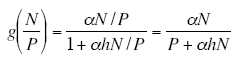 g(N/P) = (αN/P)/(1+αhN/P) = αN/(P+αhN)